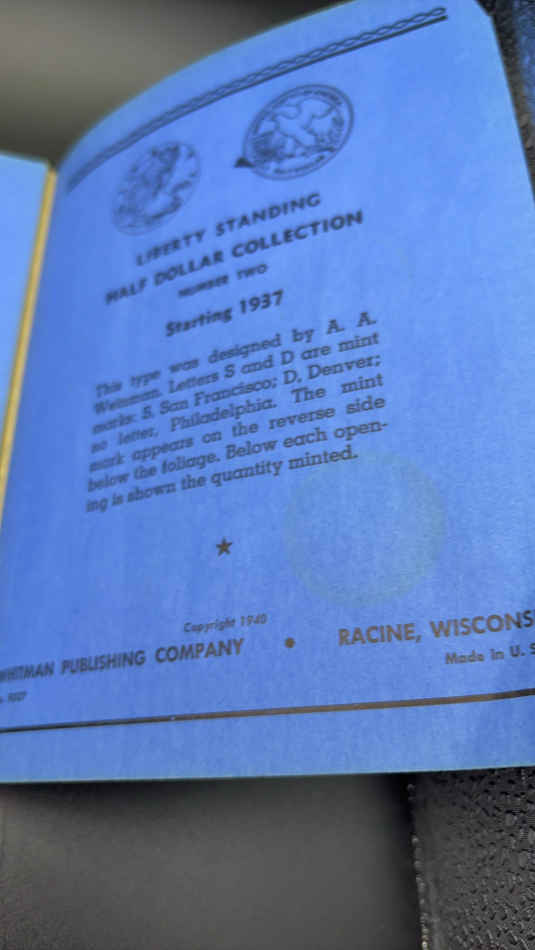 LIBERTY STANDING
HALF DOLLAR COLLECTION
NUMBER TWO
Starting 1937
This type was designed by A. A.
Weinman. Letters S and D are mint
marks: S, San Francisco; D, Denver;
no letter, Philadelphia. The mint
mark appears on the reverse side
below the foliage. Below each open-
ing is shown the quantity minted.
★
Copyright 1940
WHITMAN PUBLISHING COMPANY • RACINE, WISCONS
Made in U. S